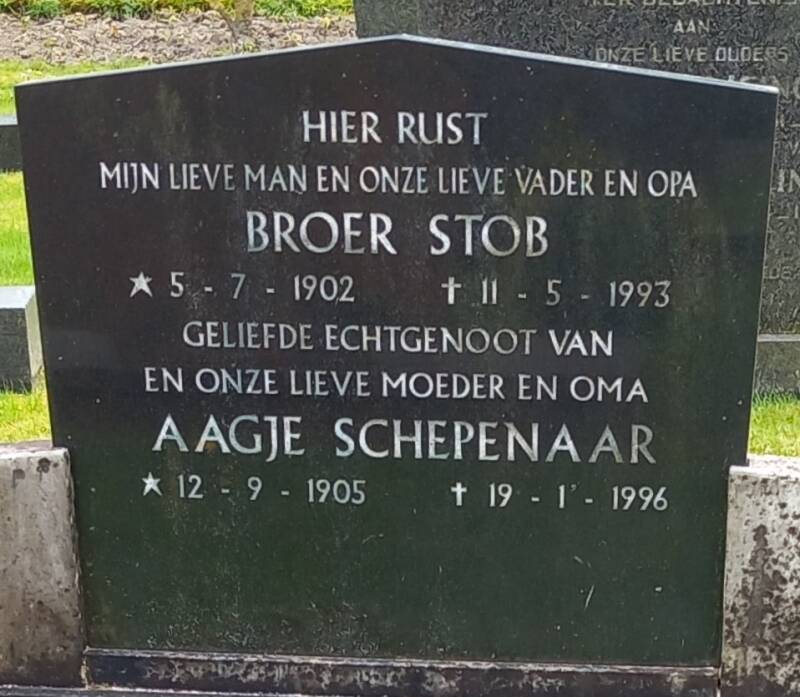 HIER RUST
MIJN LIEVE MAN EN ONZE LIEVE VADER EN OPA
BROER STOB
★ 5 - 7 - 1902 † 11 - 5 - 1993
GELIEFDE ECHTGENOOT VAN
EN ONZE LIEVE MOEDER EN OMA
AAGJE SCHEPENAAR
★ 12 - 9 - 1905 † 19 - 1 - 1996
AAN
ONZE LIEVE OUDERS